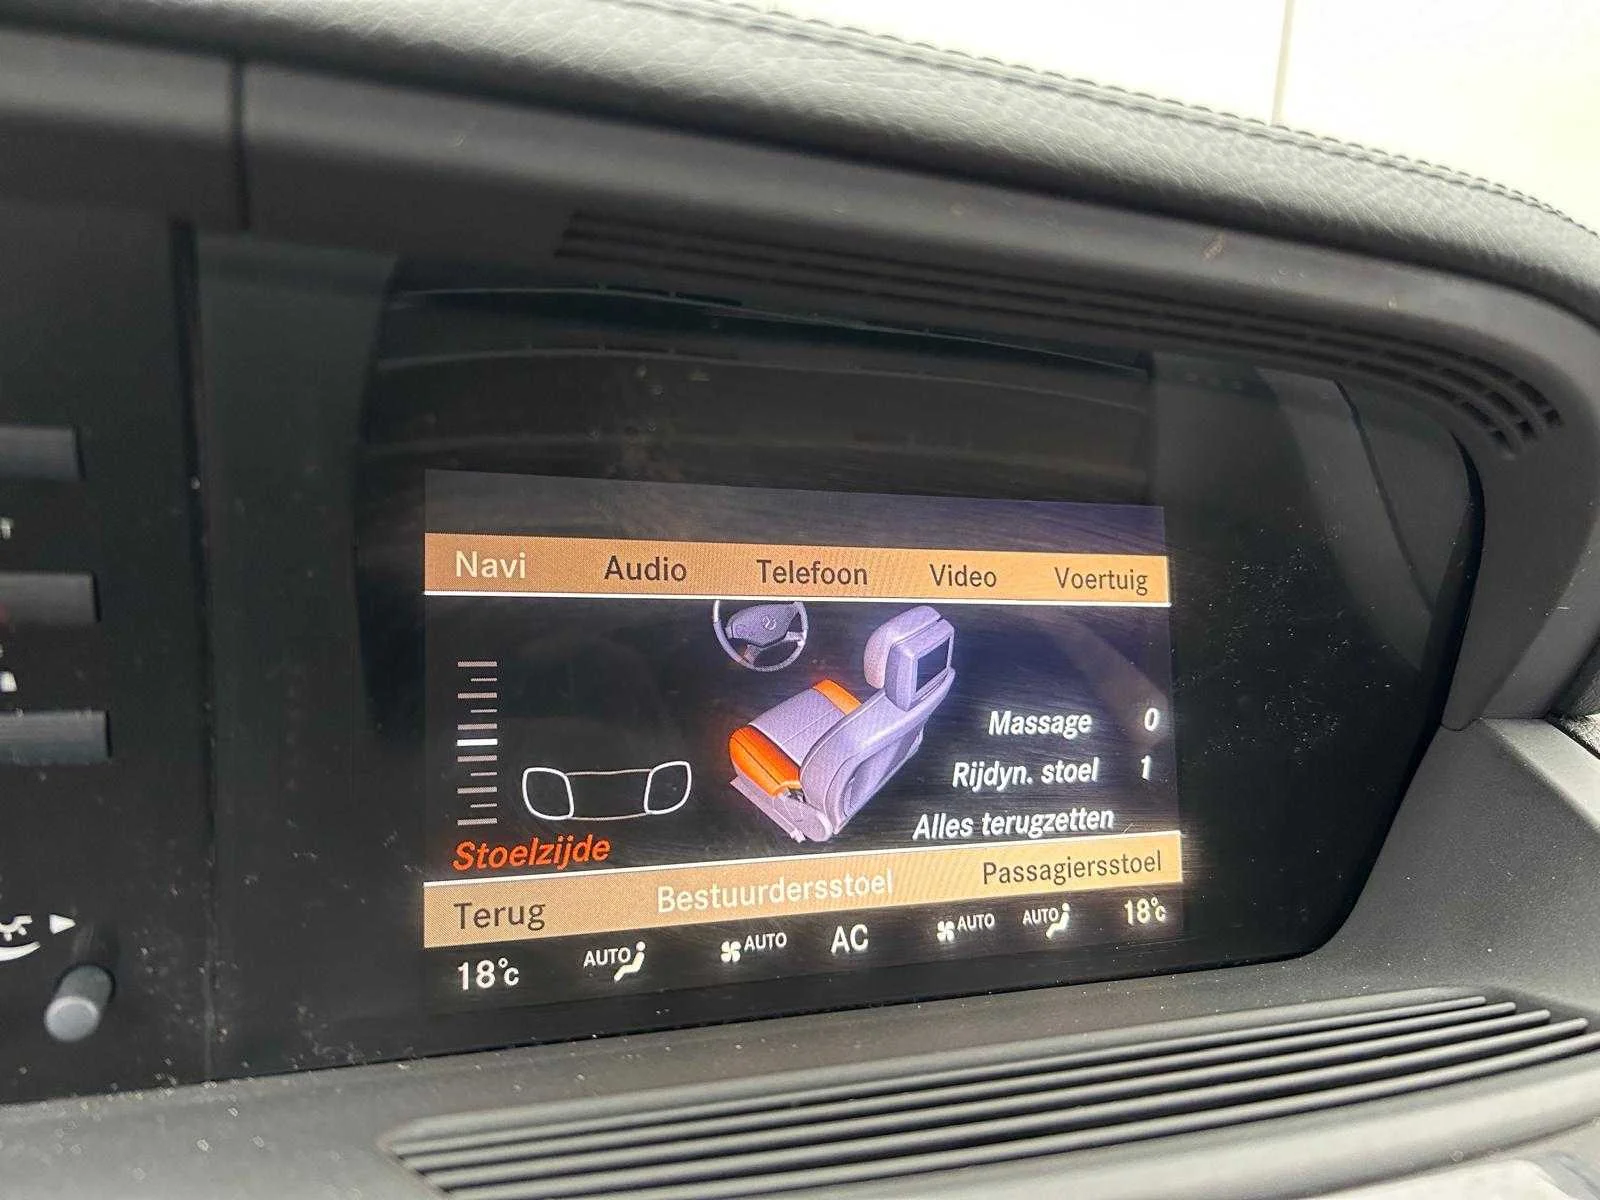 Navi Audio Telefoon Video Voertuig
Massage 0
Rijdyn. stoel 1
Alles terugzetten
Stoelzijde
Terug Bestuurdersstoel Passagiersstoel
18°c AUTO AUTO AC AUTO AUTO 18°c